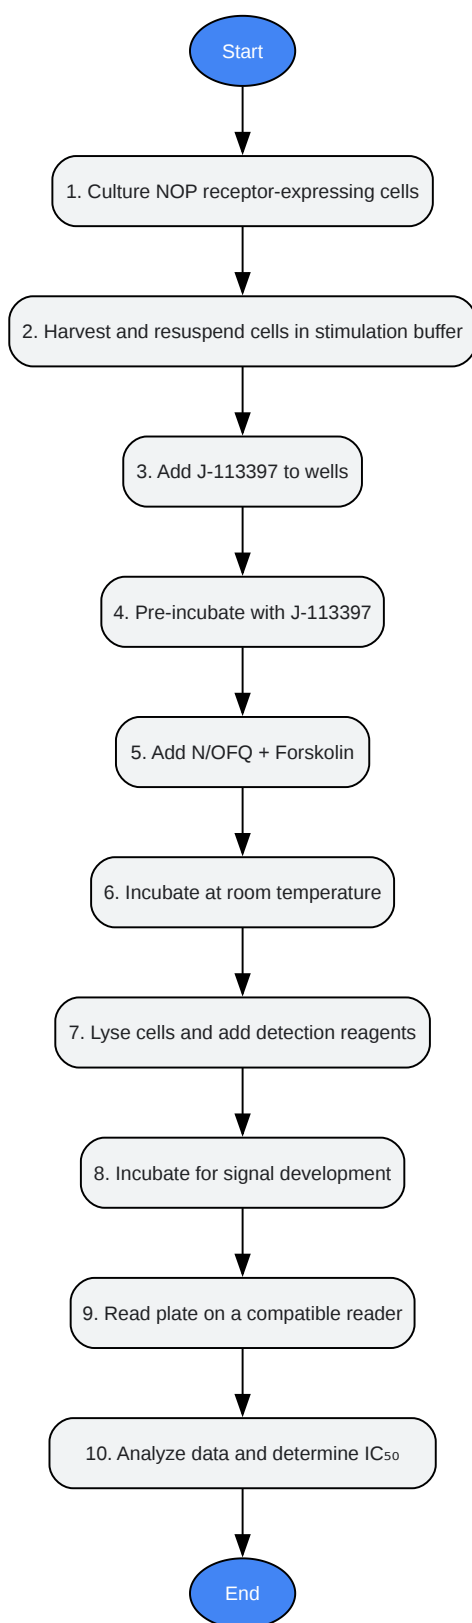 Start
1. Culture NOP receptor-expressing cells
2. Harvest and resuspend cells in stimulation buffer
3. Add J-113397 to wells
4. Pre-incubate with J-113397
5. Add N/OFQ + Forskolin
6. Incubate at room temperature
7. Lyse cells and add detection reagents
8. Incubate for signal development
9. Read plate on a compatible reader
10. Analyze data and determine IC₅₀
End